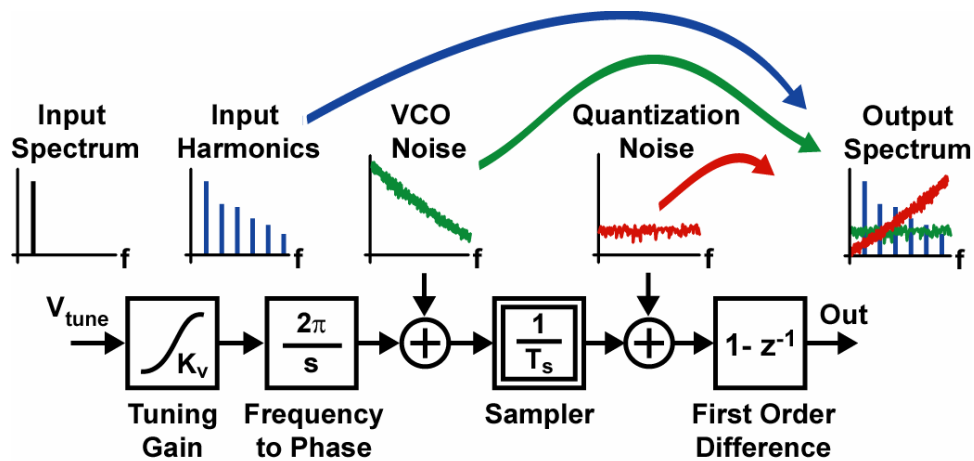 Input
Spectrum
Input
Harmonics
VCO
Noise
Quantization
Noise
Output
Spectrum
f
f
f
f
f
V_tune
K_v
2π
s
+
1
T_s
+
1- z^-1
Out
Tuning
Gain
Frequency
to Phase
Sampler
First Order
Difference